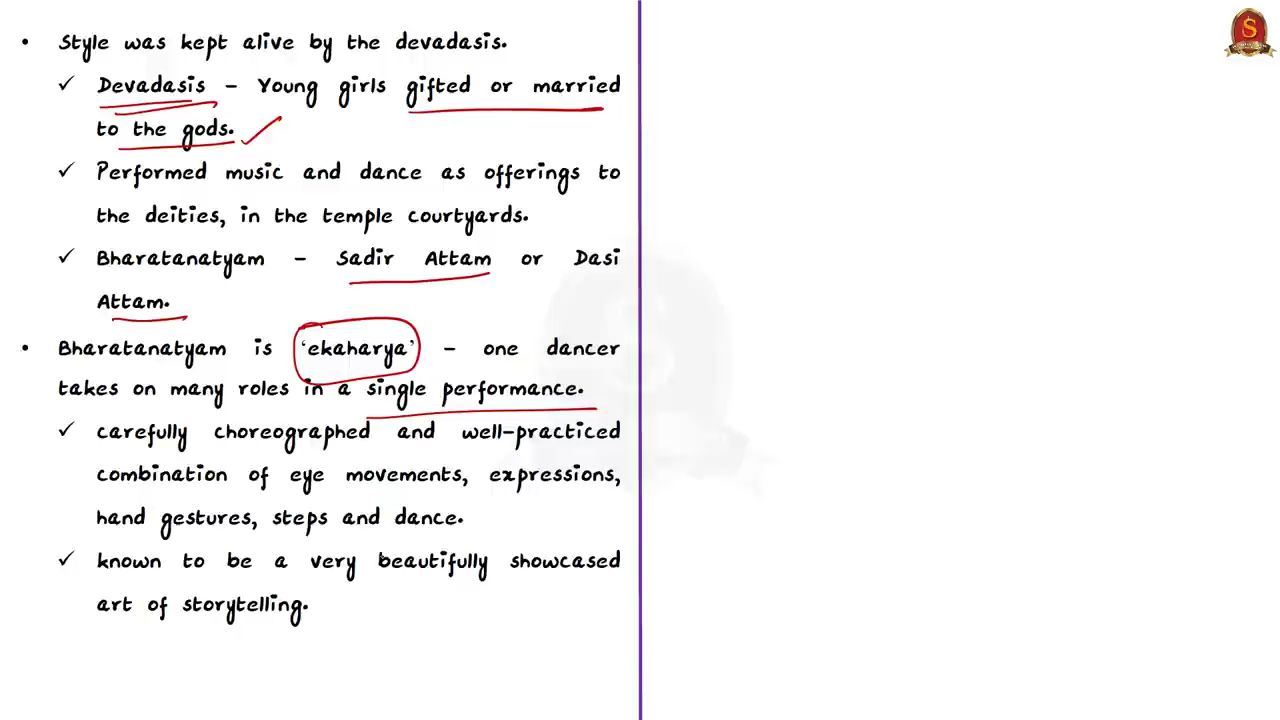 • Style was kept alive by the devadasis.
✓ Devadasis – Young girls gifted or married
to the gods.
✓ Performed music and dance as offerings to
the deities, in the temple courtyards.
✓ Bharatanatyam – Sadir Attam or Dasi
Attam.
• Bharatanatyam is ‘ekaharya’ – one dancer
takes on many roles in a single performance.
✓ carefully choreographed and well-practiced
combination of eye movements, expressions,
hand gestures, steps and dance.
✓ known to be a very beautifully showcased
art of storytelling.
S